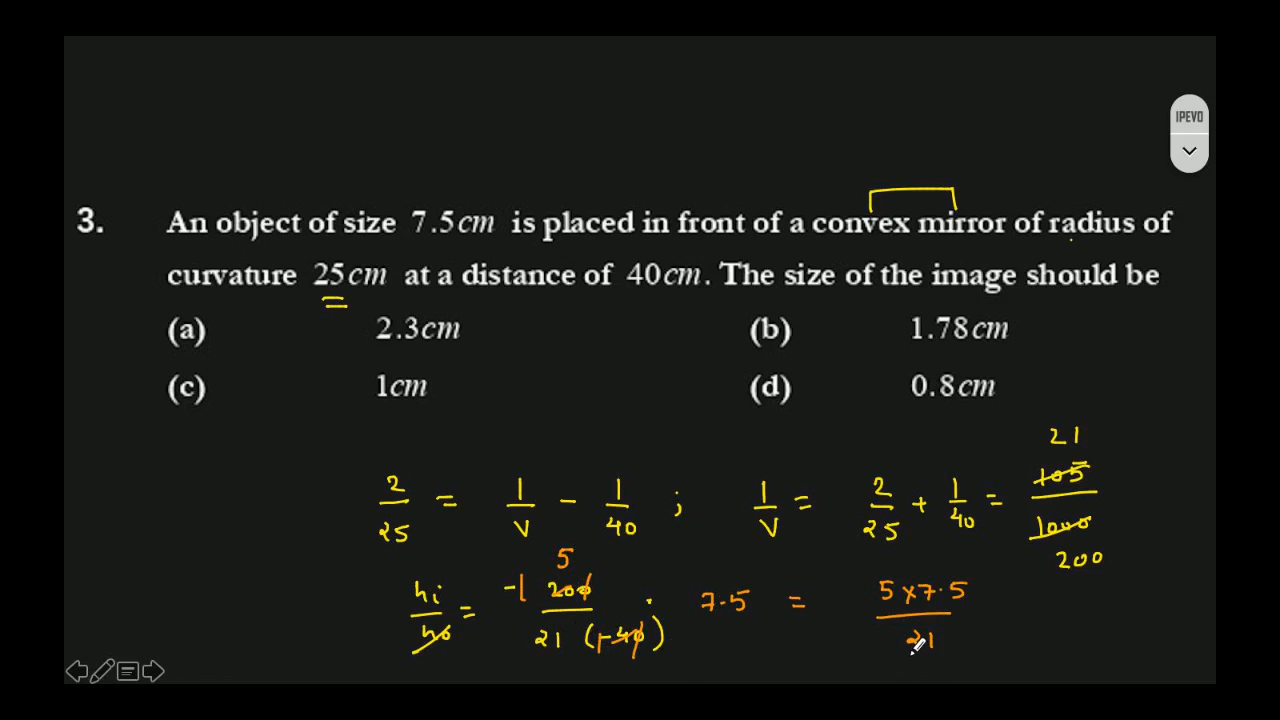 IPEVO
3. An object of size 7.5cm is placed in front of a convex mirror of radius of
curvature 25cm at a distance of 40cm. The size of the image should be
(a) 2.3cm (b) 1.78cm
(c) 1cm (d) 0.8cm
2/25 = 1/v - 1/40 ; 1/v = 2/25 + 1/40 = 105/1000 21/200
hi/ho = -200/21(-40) 5 . 7.5 = 5x7.5/21